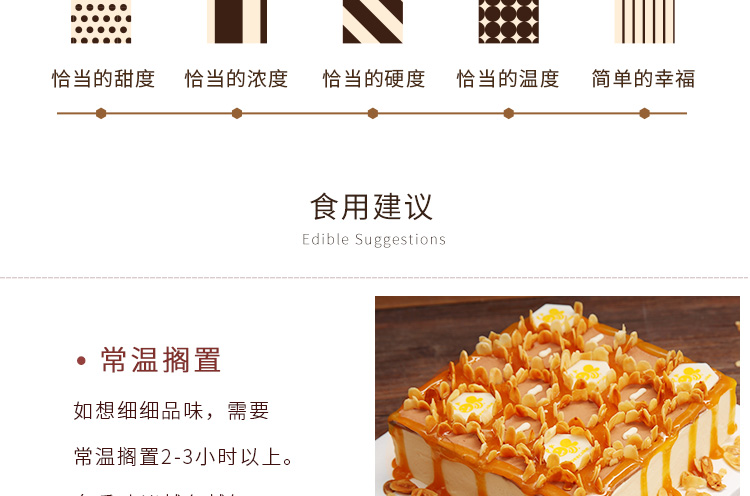 恰当的甜度 恰当的浓度 恰当的硬度 恰当的温度 简单的幸福
食用建议
Edible Suggestions
• 常温搁置
如想细细品味，需要
常温搁置2-3小时以上。